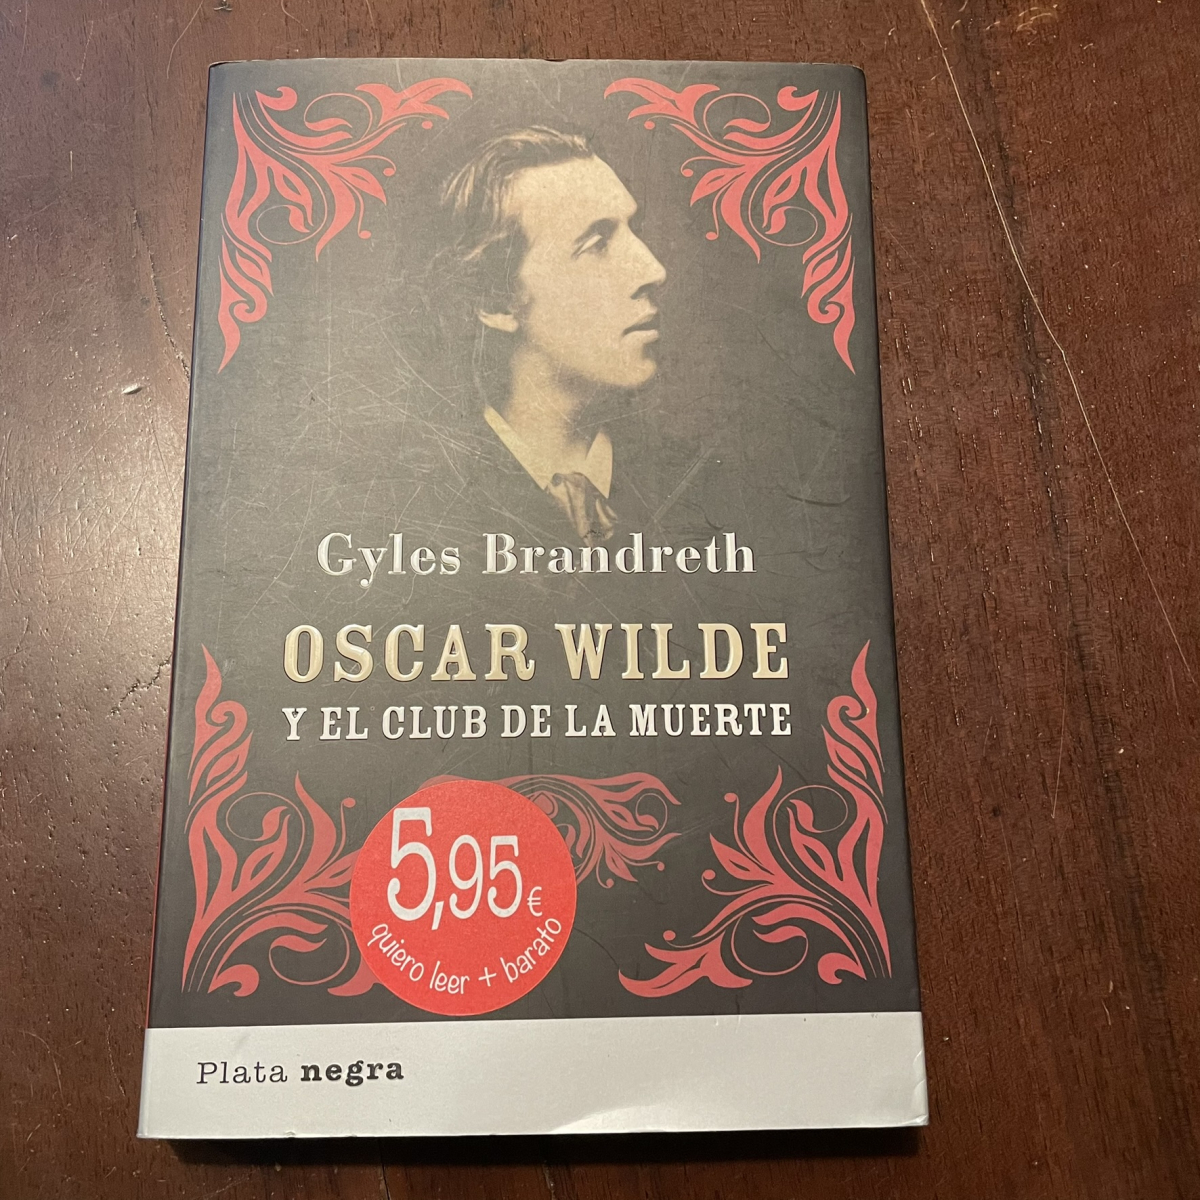 Gyles Brandreth
OSCAR WILDE
Y EL CLUB DE LA MUERTE
5,95€
quiero leer + barato
Plata negra